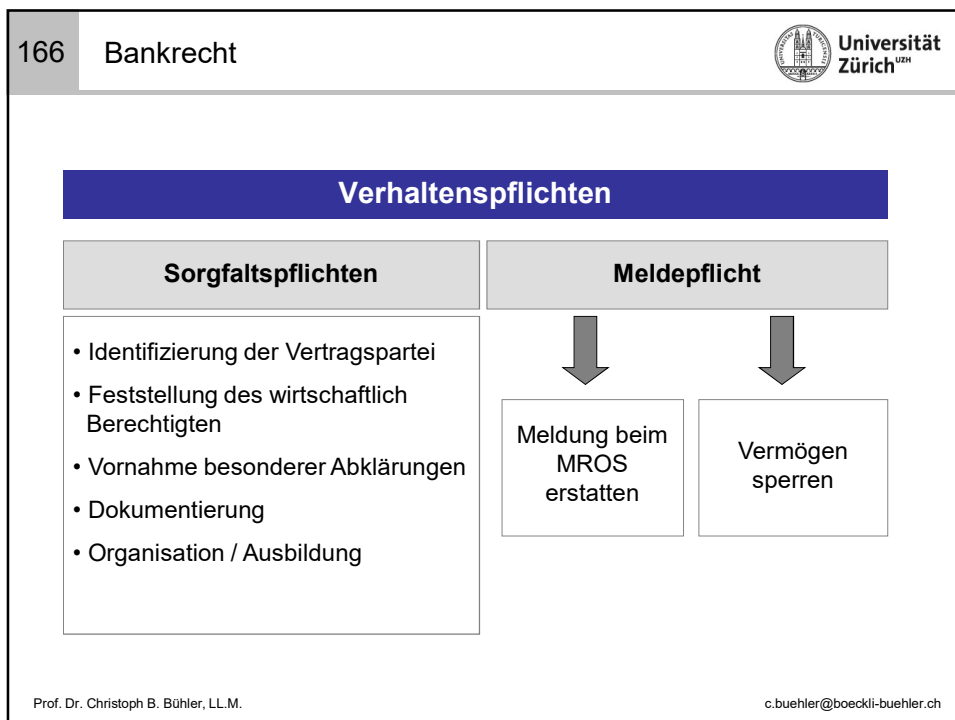 166
Bankrecht
Universität
Zürich UZH
Verhaltenspflichten
Sorgfaltspflichten
Meldepflicht
• Identifizierung der Vertragspartei
• Feststellung des wirtschaftlich
Berechtigten
• Vornahme besonderer Abklärungen
• Dokumentierung
• Organisation / Ausbildung
Meldung beim
MROS
erstatten
Vermögen
sperren
Prof. Dr. Christoph B. Bühler, LL.M.
c.buehler@boeckli-buehler.ch